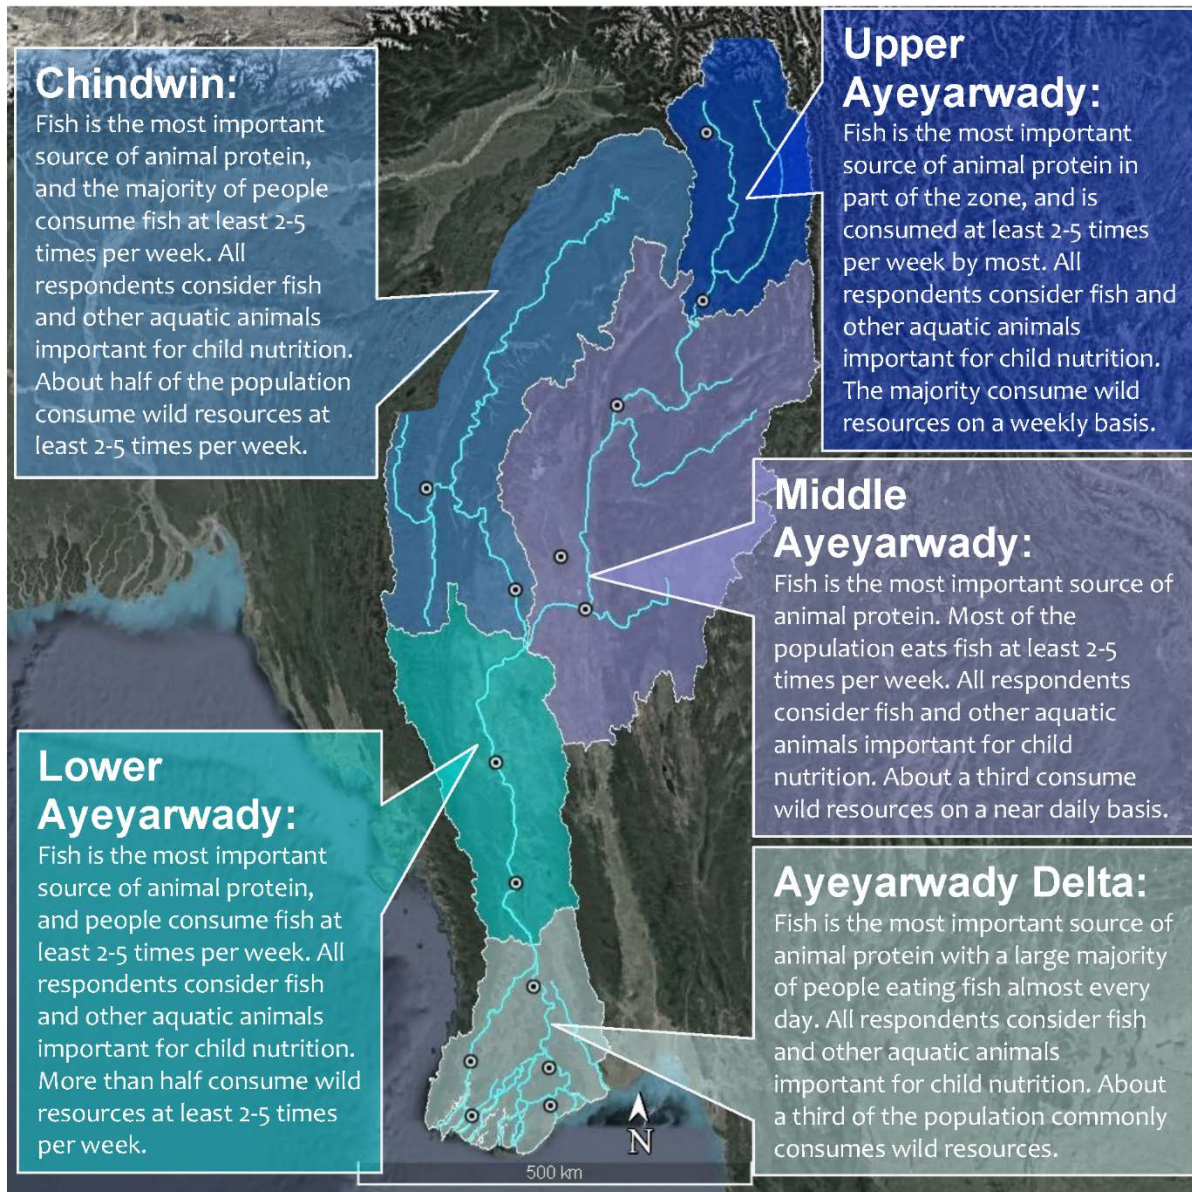 Chindwin:
Fish is the most important
source of animal protein,
and the majority of people
consume fish at least 2-5
times per week. All
respondents consider fish
and other aquatic animals
important for child nutrition.
About half of the population
consume wild resources at
least 2-5 times per week.
Upper
Ayeyarwady:
Fish is the most important
source of animal protein in
part of the zone, and is
consumed at least 2-5 times
per week by most. All
respondents consider fish and
other aquatic animals
important for child nutrition.
The majority consume wild
resources on a weekly basis.
Middle
Ayeyarwady:
Fish is the most important source of
animal protein. Most of the
population eats fish at least 2-5
times per week. All respondents
consider fish and other aquatic
animals important for child
nutrition. About a third consume
wild resources on a near daily basis.
Lower
Ayeyarwady:
Fish is the most important
source of animal protein,
and people consume fish at
least 2-5 times per week. All
respondents consider fish
and other aquatic animals
important for child nutrition.
More than half consume wild
resources at least 2-5 times
per week.
Ayeyarwady Delta:
Fish is the most important source of
animal protein with a large majority
of people eating fish almost every
day. All respondents consider fish
and other aquatic animals
important for child nutrition. About
a third of the population commonly
consumes wild resources.
N
500 km